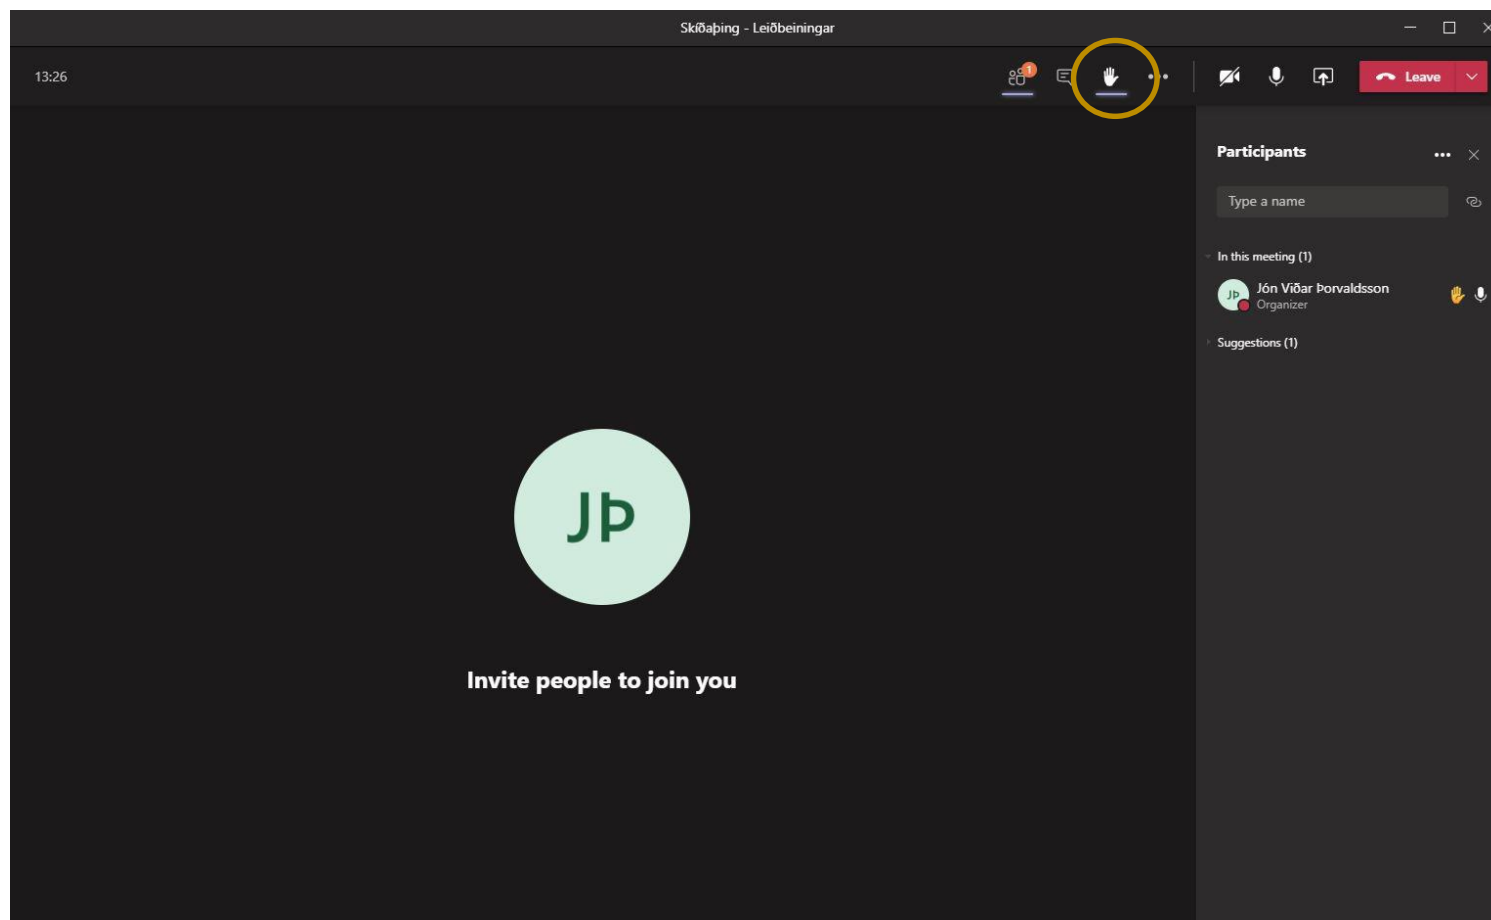 Skíðaþing - Leiðbeiningar
13:26
1
Leave
Participants
Type a name
In this meeting (1)
JÞ
Jón Viðar Þorvaldsson
Organizer
Suggestions (1)
JÞ
Invite people to join you